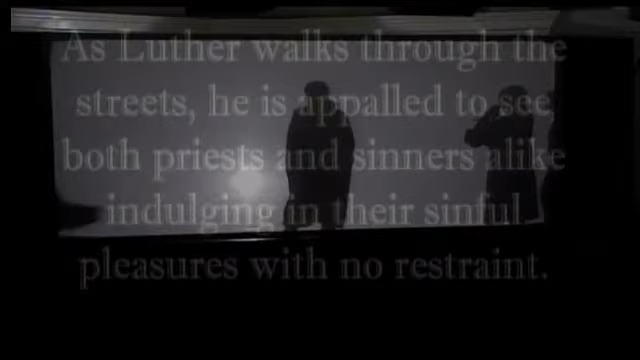 As Luther walks through the
streets, he is appalled to see
both priests and sinners alike
indulging in their sinful
pleasures with no restraint.